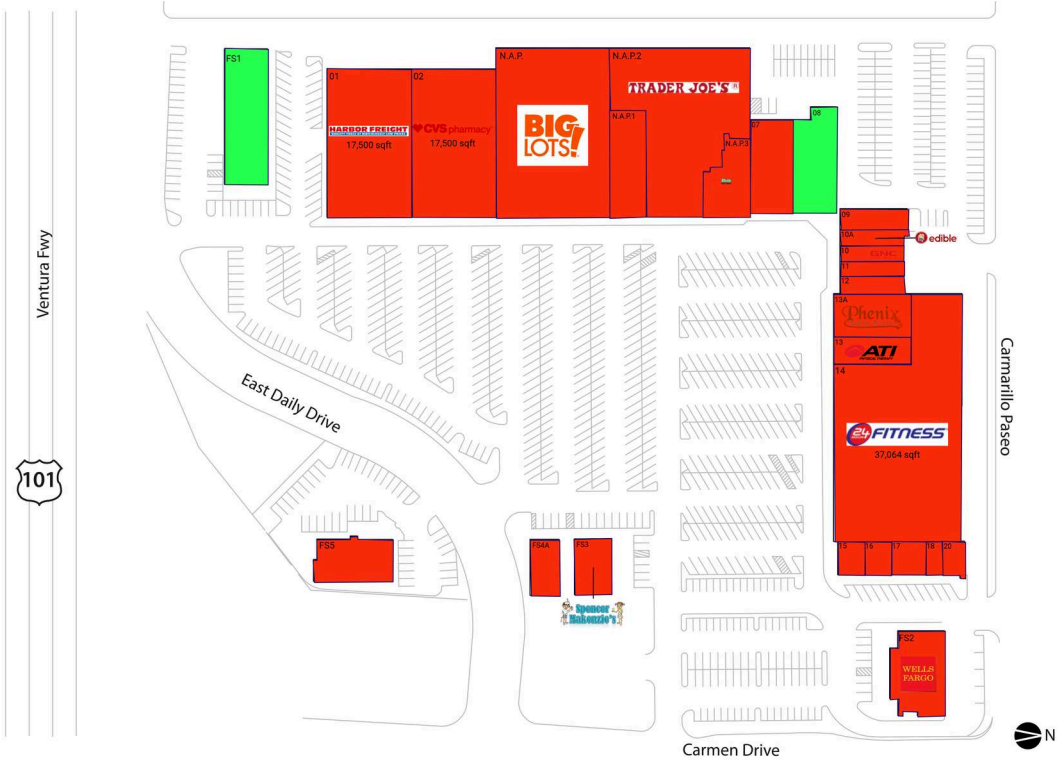 FS1
01
02
N.A.P.
N.A.P.2
TRADER JOE'S
HARBOR FREIGHT
17,500 sqft
CVS pharmacy
17,500 sqft
BIG
LOTS!
N.A.P.1
N.A.P.3
07
08
09
10A
edible
10
GNC
11
12
13A
Phenix
13
ATI
14
24
FITNESS
37,064 sqft
15
16
17
18
20
Ventura Fwy
101
East Daily Drive
Carmarillo Paseo
FS5
FS4A
FS3
Spencer
Makenzie's
FS2
WELLS
FARGO
Carmen Drive
N